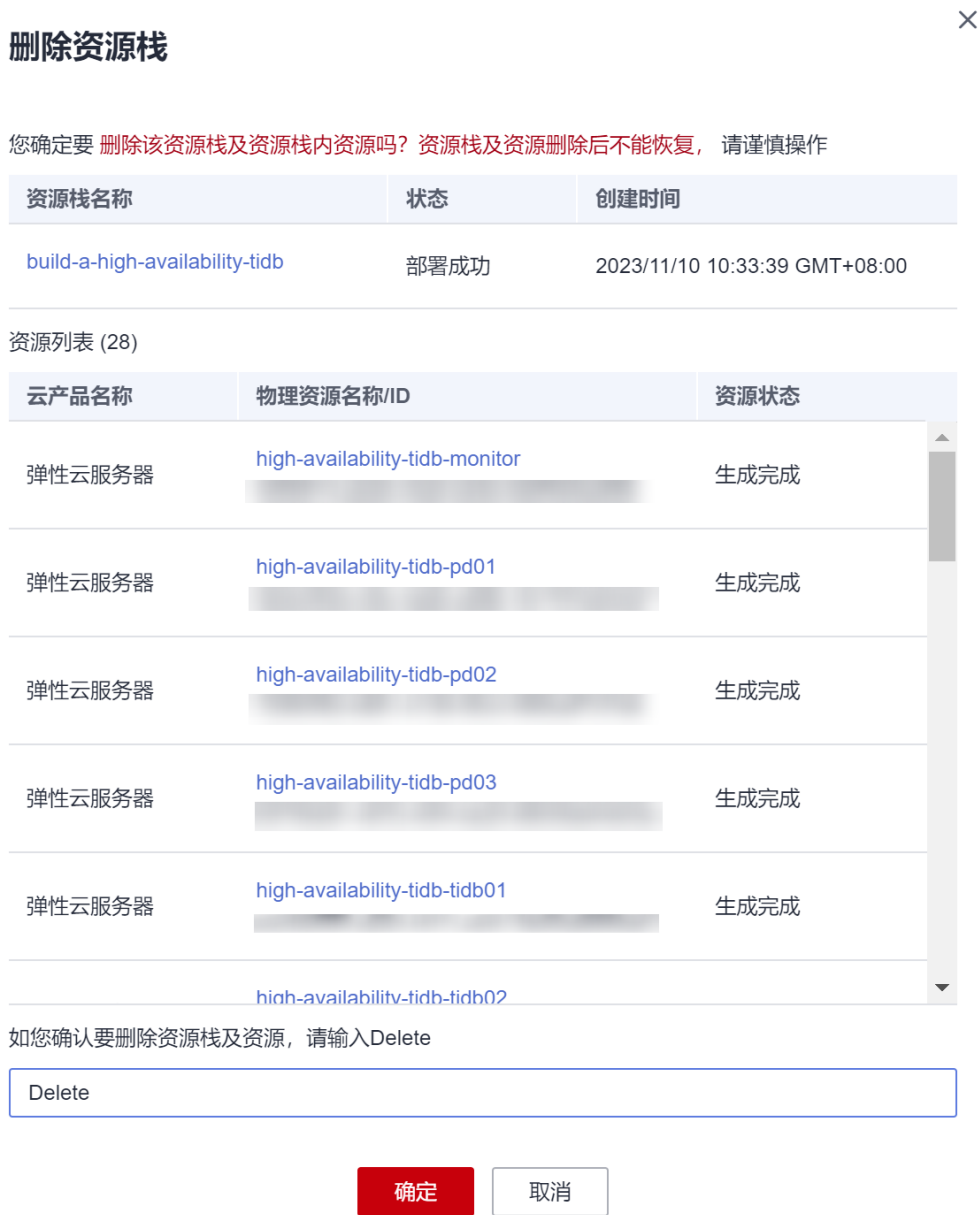 删除资源栈
您确定要 删除该资源栈及资源栈内资源吗？资源栈及资源删除后不能恢复， 请谨慎操作
资源栈名称 状态 创建时间
build-a-high-availability-tidb 部署成功 2023/11/10 10:33:39 GMT+08:00
资源列表 (28)
云产品名称 物理资源名称/ID 资源状态
high-availability-tidb-monitor
弹性云服务器 生成完成
high-availability-tidb-pd01
弹性云服务器 生成完成
high-availability-tidb-pd02
弹性云服务器 生成完成
high-availability-tidb-pd03
弹性云服务器 生成完成
high-availability-tidb-tidb01
弹性云服务器 生成完成
high-availability-tidb-tidb02
如您确认要删除资源栈及资源，请输入Delete
Delete
确定 取消